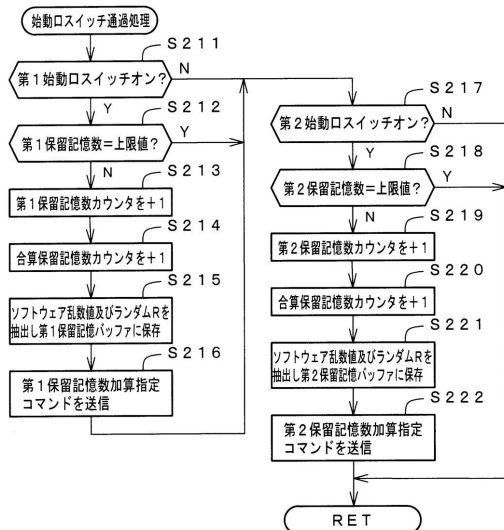 始動口スイッチ通過処理
S211
第1始動口スイッチオン?
N
Y
S212
第1保留記憶数=上限値?
Y
N
S213
第1保留記憶数カウンタを+1
S214
合算保留記憶数カウンタを+1
S215
ソフトウェア乱数値及びランダムRを
抽出し第1保留記憶バッファに保存
S216
第1保留記憶数加算指定
コマンドを送信
S217
第2始動口スイッチオン?
N
Y
S218
第2保留記憶数=上限値?
Y
N
S219
第2保留記憶数カウンタを+1
S220
合算保留記憶数カウンタを+1
S221
ソフトウェア乱数値及びランダムRを
抽出し第2保留記憶バッファに保存
S222
第2保留記憶数加算指定
コマンドを送信
RET